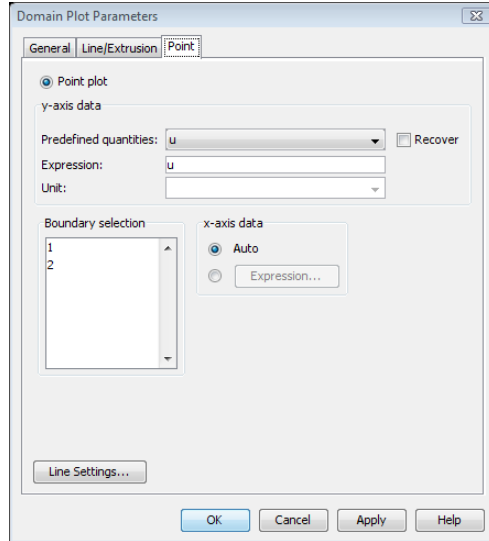 Domain Plot Parameters
General Line/Extrusion Point
Point plot
y-axis data
Predefined quantities: u Recover
Expression: u
Unit:
Boundary selection
1
2
x-axis data
Auto
Expression...
Line Settings...
OK Cancel Apply Help